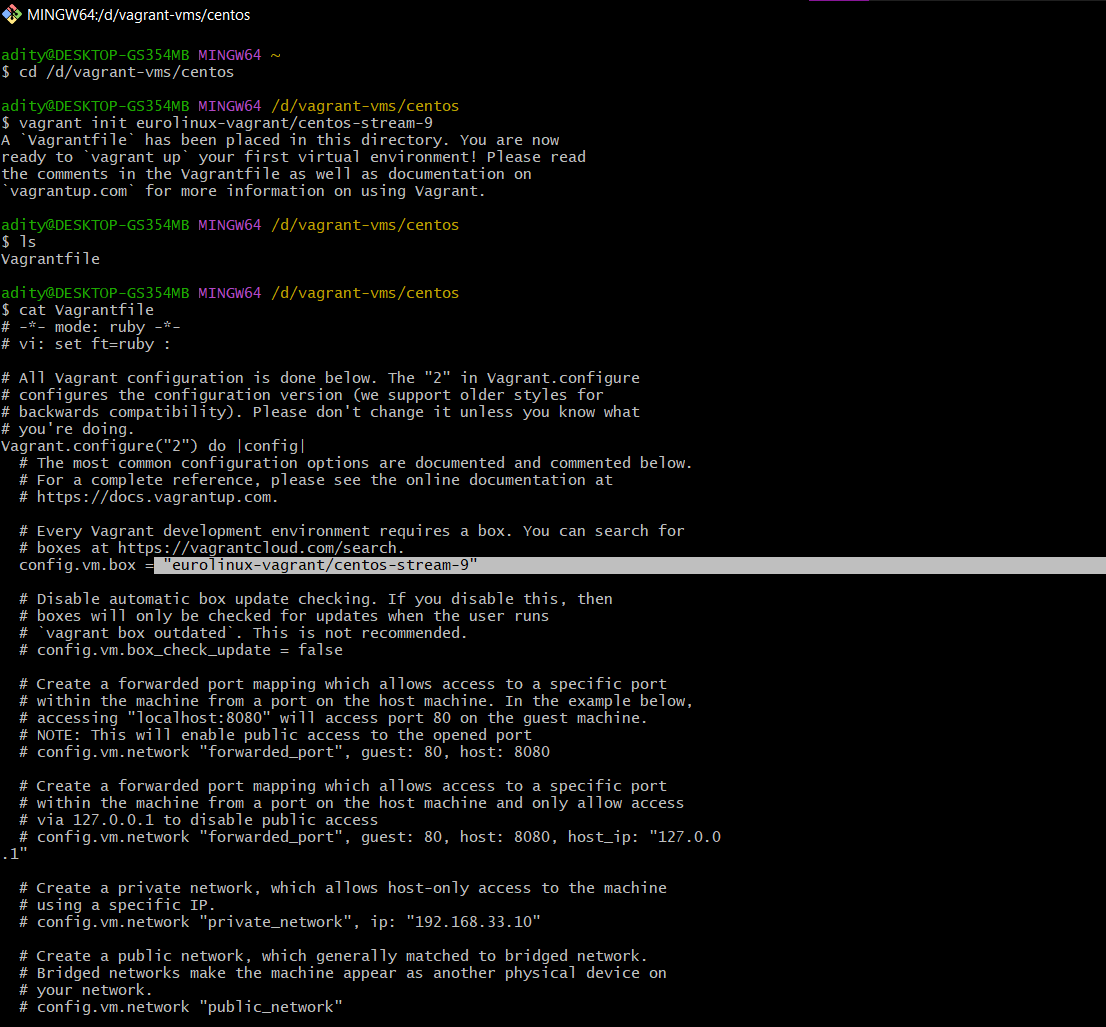 MINGW64:/d/vagrant-vms/centos
adity@DESKTOP-GS354MB MINGW64 ~
$ cd /d/vagrant-vms/centos
adity@DESKTOP-GS354MB MINGW64 /d/vagrant-vms/centos
$ vagrant init eurolinux-vagrant/centos-stream-9
A `Vagrantfile` has been placed in this directory. You are now
ready to `vagrant up` your first virtual environment! Please read
the comments in the Vagrantfile as well as documentation on
`vagrantup.com` for more information on using Vagrant.
adity@DESKTOP-GS354MB MINGW64 /d/vagrant-vms/centos
$ ls
Vagrantfile
adity@DESKTOP-GS354MB MINGW64 /d/vagrant-vms/centos
$ cat Vagrantfile
# -*- mode: ruby -*-
# vi: set ft=ruby :
# All Vagrant configuration is done below. The "2" in Vagrant.configure
# configures the configuration version (we support older styles for
# backwards compatibility). Please don't change it unless you know what
# you're doing.
Vagrant.configure("2") do |config|
  # The most common configuration options are documented and commented below.
  # For a complete reference, please see the online documentation at
  # https://docs.vagrantup.com.
  # Every Vagrant development environment requires a box. You can search for
  # boxes at https://vagrantcloud.com/search.
  config.vm.box = "eurolinux-vagrant/centos-stream-9"
  # Disable automatic box update checking. If you disable this, then
  # boxes will only be checked for updates when the user runs
  # `vagrant box outdated`. This is not recommended.
  # config.vm.box_check_update = false
  # Create a forwarded port mapping which allows access to a specific port
  # within the machine from a port on the host machine. In the example below,
  # accessing "localhost:8080" will access port 80 on the guest machine.
  # NOTE: This will enable public access to the opened port
  # config.vm.network "forwarded_port", guest: 80, host: 8080
  # Create a forwarded port mapping which allows access to a specific port
  # within the machine from a port on the host machine and only allow access
  # via 127.0.0.1 to disable public access
  # config.vm.network "forwarded_port", guest: 80, host: 8080, host_ip: "127.0.0
.1"
  # Create a private network, which allows host-only access to the machine
  # using a specific IP.
  # config.vm.network "private_network", ip: "192.168.33.10"
  # Create a public network, which generally matched to bridged network.
  # Bridged networks make the machine appear as another physical device on
  # your network.
  # config.vm.network "public_network"